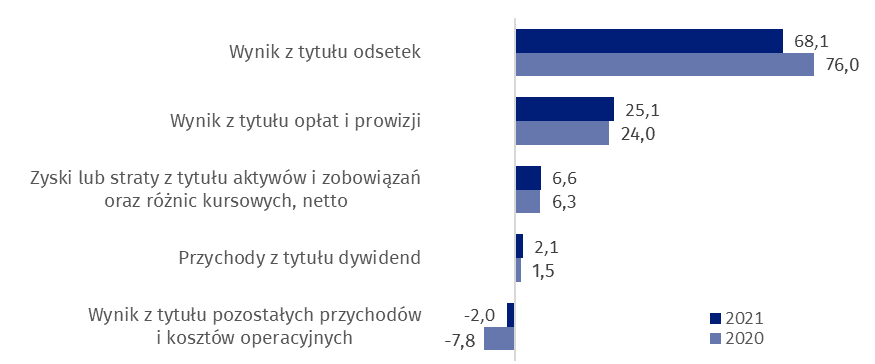 Wynik z tytułu odsetek
68,1
76,0
Wynik z tytułu opłat i prowizji
25,1
24,0
Zyski lub straty z tytułu aktywów i zobowiązań
oraz różnic kursowych, netto
6,6
6,3
Przychody z tytułu dywidend
2,1
1,5
Wynik z tytułu pozostałych przychodów
i kosztów operacyjnych
-2,0
-7,8
2021
2020